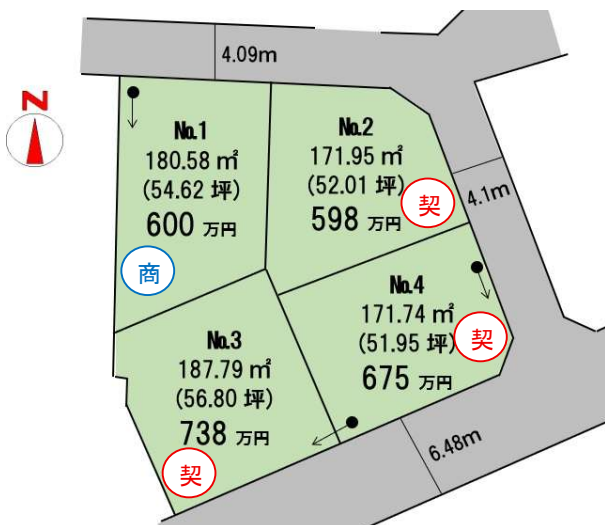 4.09m
N
No.1
180.58 ㎡
(54.62 坪)
600 万円
商
No.2
171.95 ㎡
(52.01 坪)
598 万円
契
4.1m
No.4
171.74 ㎡
(51.95 坪)
675 万円
契
No.3
187.79 ㎡
(56.80 坪)
738 万円
契
6.48m